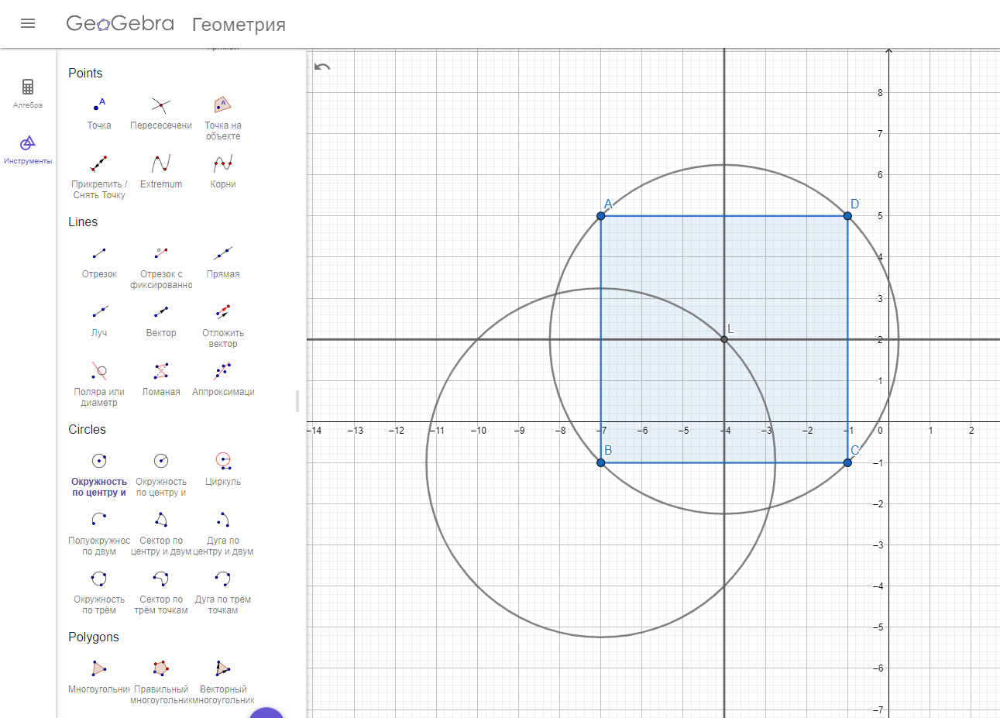 GeoGebra Геометрия
Алгебра
Инструменты
Points
Точка
Пересечени
Точка на
объекте
Прикрепить /
Снять Точку
Extremum
Корни
Lines
Отрезок
Отрезок с
фиксированно
Прямая
Луч
Вектор
Отложить
вектор
Поляра или
диаметр
Ломаная
Аппроксимаци
Circles
Окружность
по центру и
Окружность
по центру и
Циркуль
Полуокружнос
по двум
Сектор по
центру и двум
Дуга по
центру и двум
Окружность
по трём
Сектор по
трём точкам
Дуга по трём
точкам
Polygons
Многоугольни
Правильный
многоугольник
Векторный
многоугольник
8
7
6
A
D
5
4
3
L
2
1
–14 –13 –12 –11 –10 –9 –8 –7 –6 –5 –4 –3 –2 –1 0 1 2
B
C
–1
–2
–3
–4
–5
–6
–7